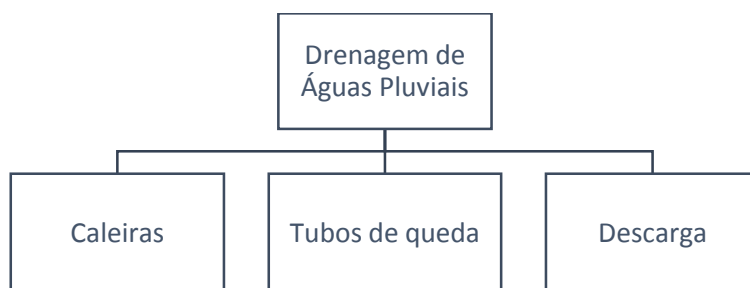 Drenagem de
Águas Pluviais
Caleiras
Tubos de queda
Descarga